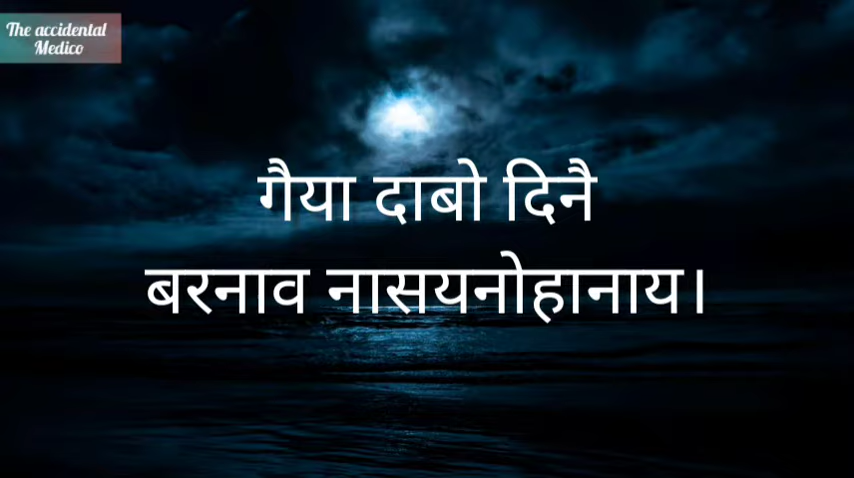 The accidental
Medico
गैया दाबो दिनै
बरनाव नासयनोहानाय।